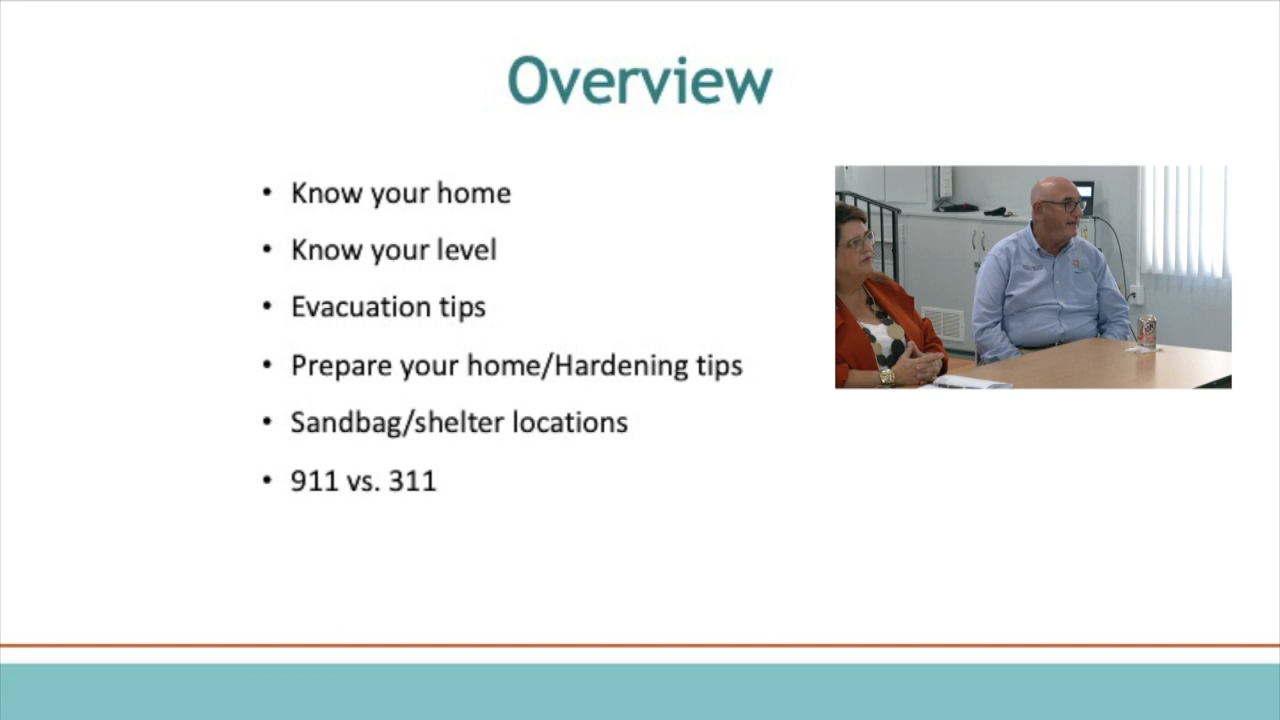 Overview
• Know your home
• Know your level
• Evacuation tips
• Prepare your home/Hardening tips
• Sandbag/shelter locations
• 911 vs. 311